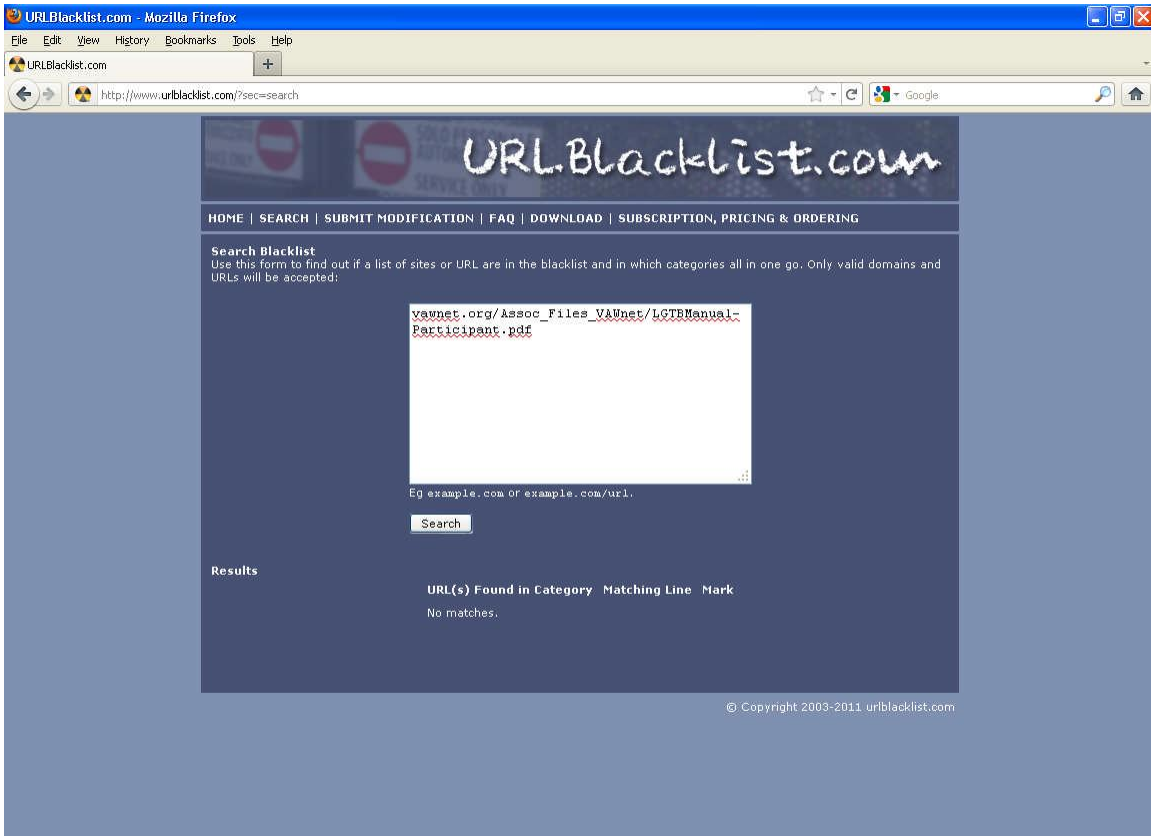 URLBlacklist.com - Mozilla Firefox
File Edit View History Bookmarks Tools Help
URLBlacklist.com
http://www.urlblacklist.com/?sec=search
Google
SOLO PERSONAL
SERVICE ONLY
URLBlacklist.com
HOME | SEARCH | SUBMIT MODIFICATION | FAQ | DOWNLOAD | SUBSCRIPTION, PRICING & ORDERING
Search Blacklist
Use this form to find out if a list of sites or URL are in the blacklist and in which categories all in one go. Only valid domains and
URLs will be accepted:
vawnet.org/Assoc_Files_VAWnet/LGTBManual-
Participant.pdf
Eg example.com or example.com/url.
Search
Results
URL(s) Found in Category Matching Line Mark
No matches.
© Copyright 2003-2011 urlblacklist.com